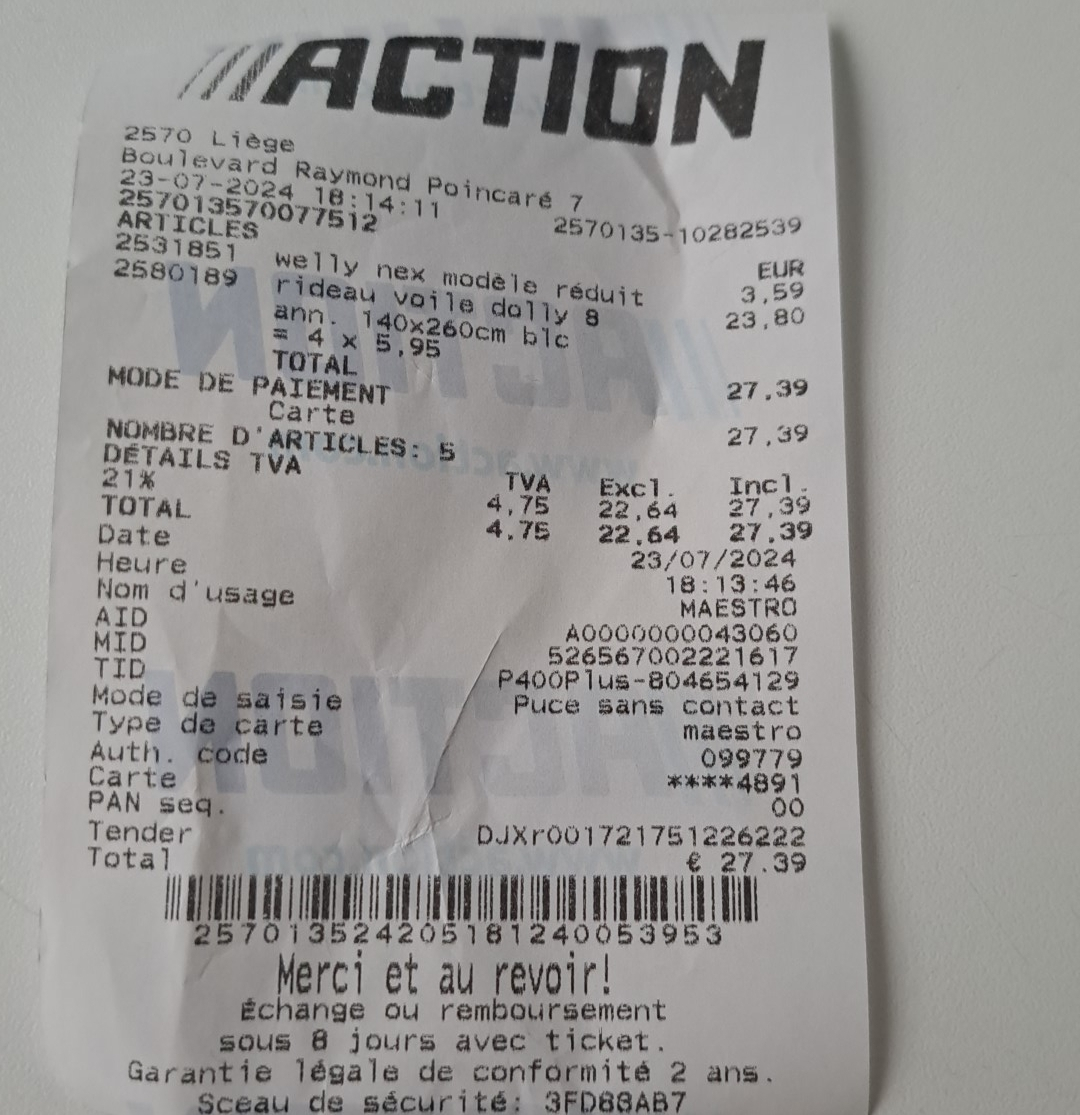 ///ACTION
2570 Liège
Boulevard Raymond Poincaré 7
23-07-2024 18:14:11
257013570077512 2570135-10282539
ARTICLES EUR
2531851 welly nex modèle réduit 3,59
2580189 rideau voile dolly 8 23,80
ann. 140x260cm blc
= 4 x 5,95
TOTAL 27,39
MODE DE PAIEMENT
Carte 27,39
NOMBRE D'ARTICLES: 5
DÉTAILS TVA TVA Excl. Incl.
21% 4,75 22,64 27,39
TOTAL 4,75 22,64 27,39
Date 23/07/2024
Heure 18:13:46
Nom d'usage MAESTRO
AID A0000000043060
MID 526567002221617
TID P400Plus-804654129
Mode de saisie Puce sans contact
Type de carte maestro
Auth. code 099779
Carte ****4891
PAN seq. 00
Tender DJXr001721751226222
Total € 27.39
257013524205181240053953
Merci et au revoir!
Échange ou remboursement
sous 8 jours avec ticket.
Garantie légale de conformité 2 ans.
Sceau de sécurité: 3FD88AB7